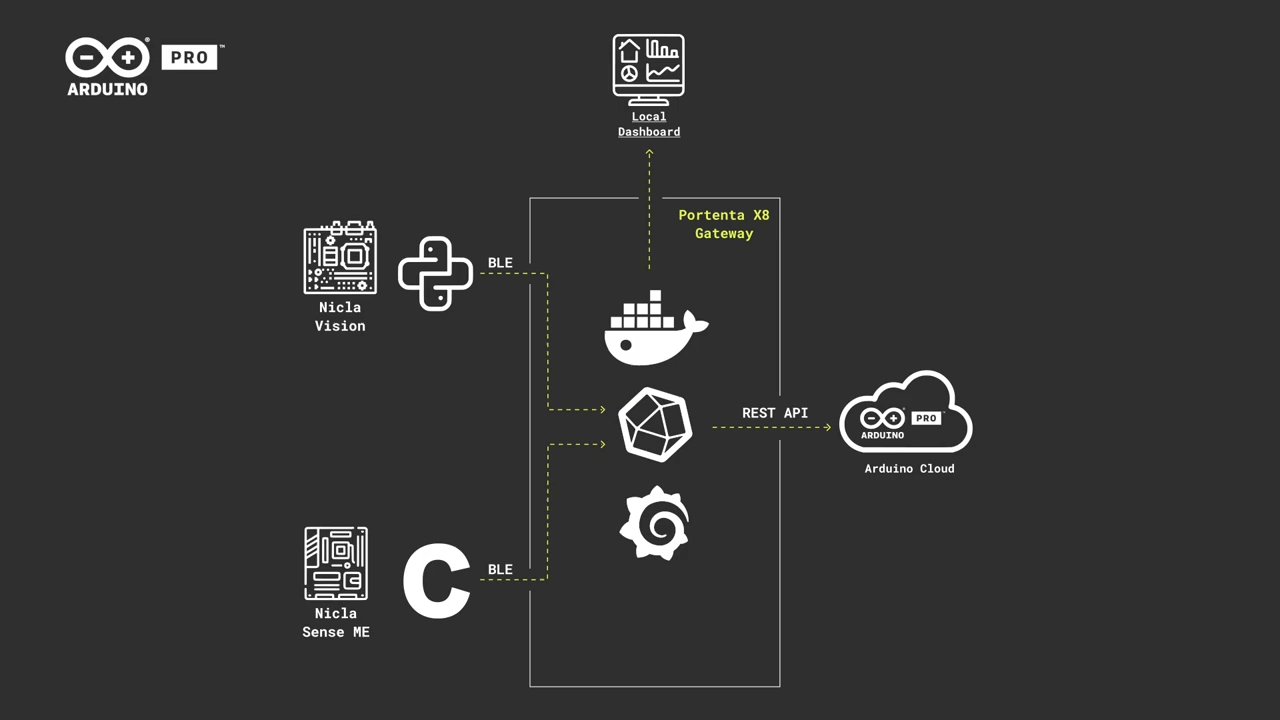 PRO™
ARDUINO
Local
Dashboard
Portenta X8
Gateway
BLE
Nicla
Vision
REST API
PRO
ARDUINO
Arduino Cloud
C
BLE
Nicla
Sense ME